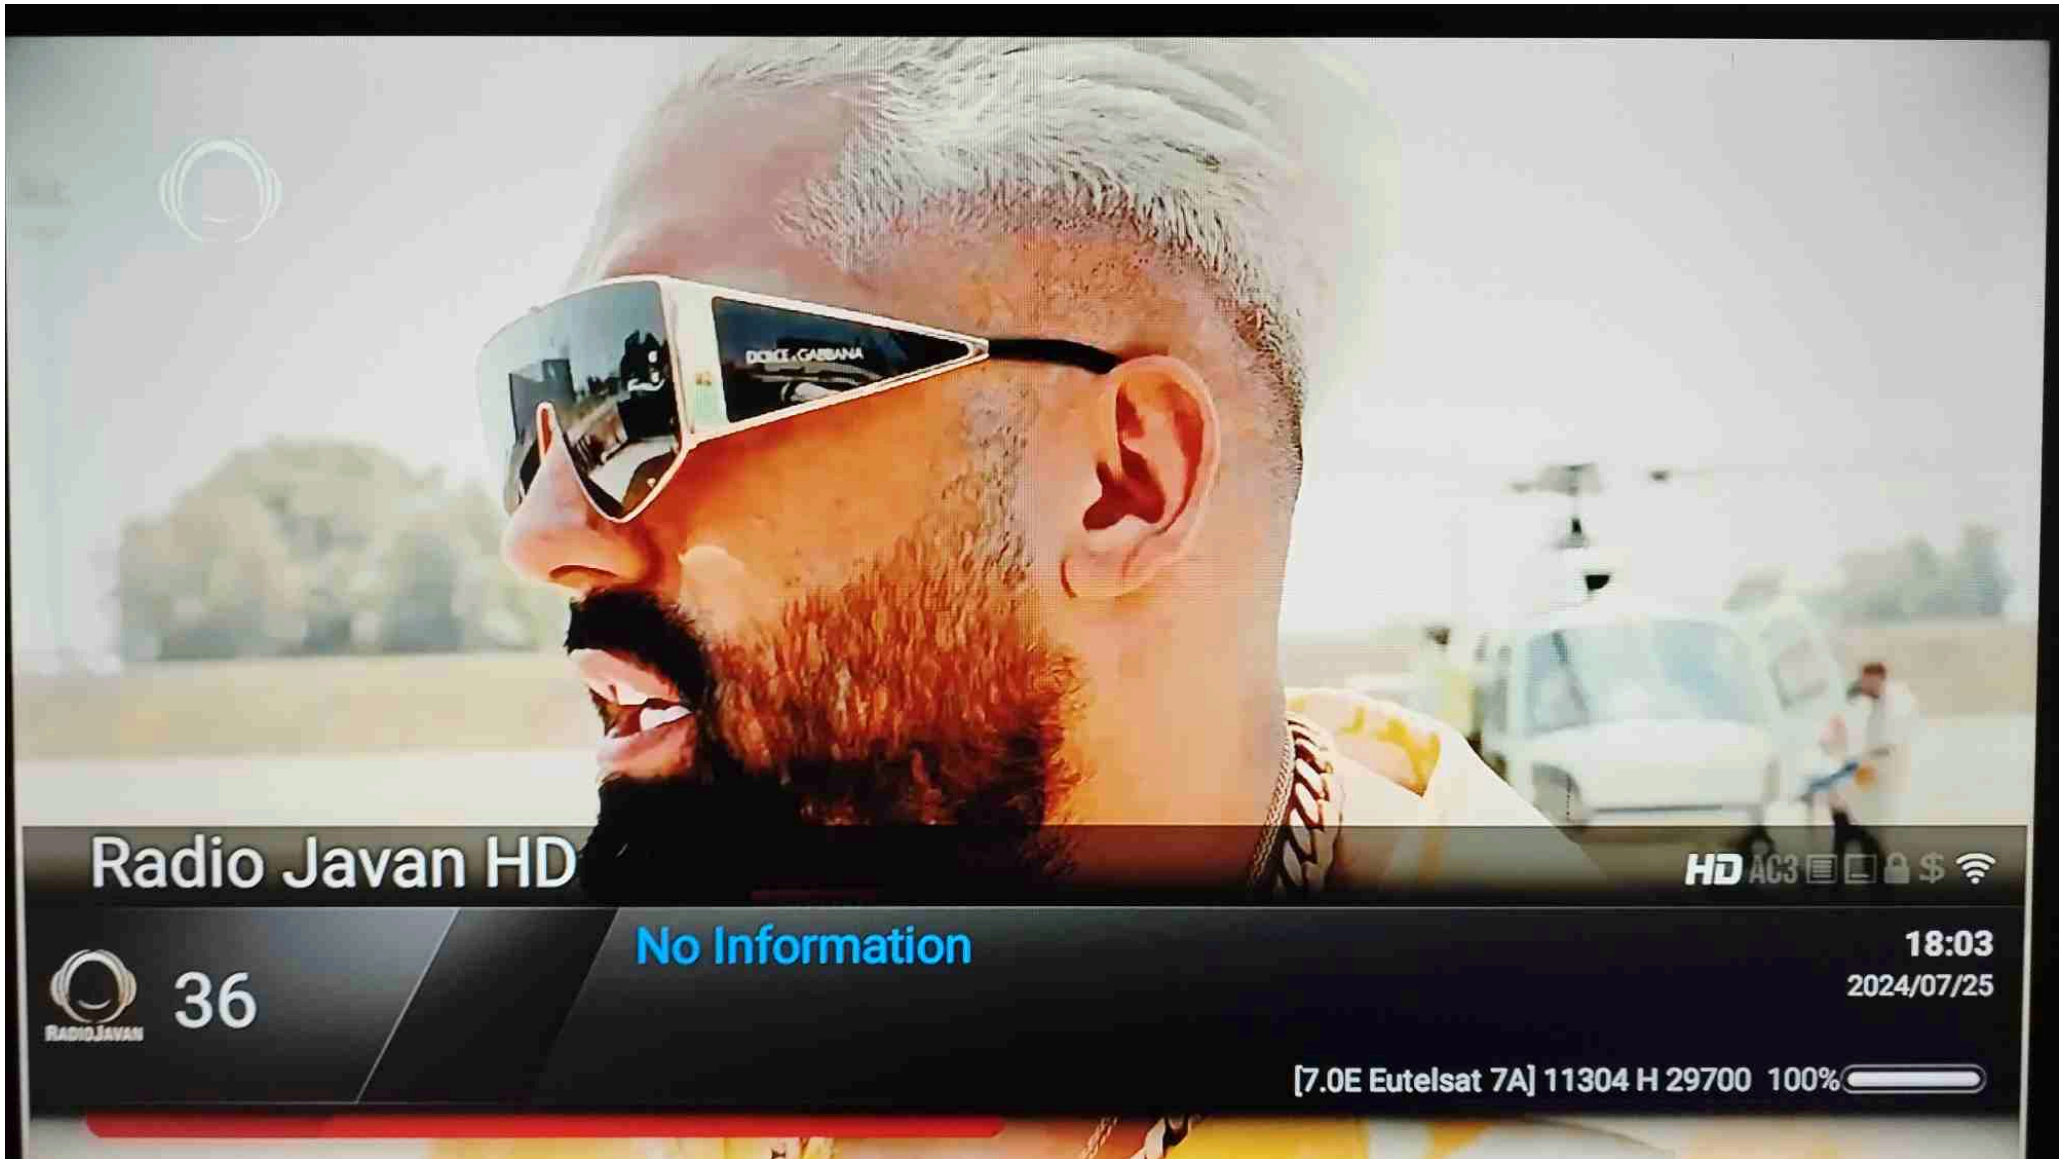 DOLCE & GABBANA
Radio Javan HD
HD AC3 $
No Information
18:03
2024/07/25
RADIOJAVAN
36
[7.0E Eutelsat 7A] 11304 H 29700 100%